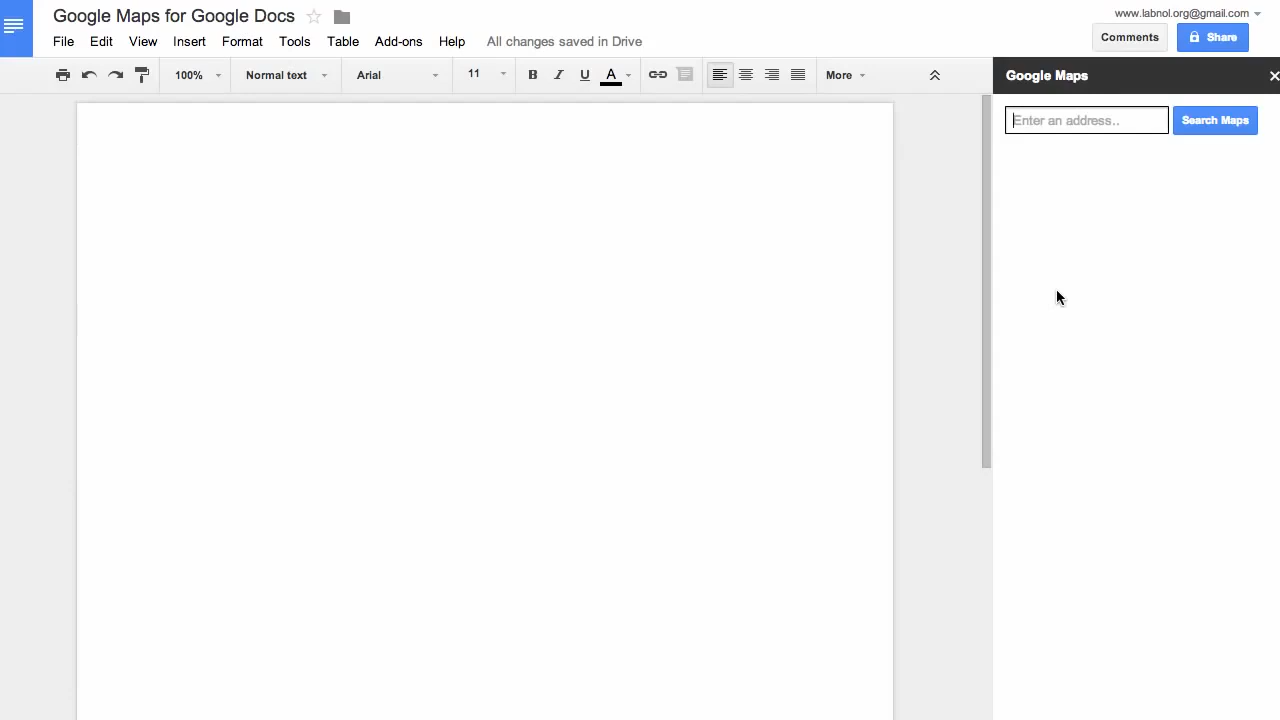 Google Maps for Google Docs
www.labnol.org@gmail.com
File Edit View Insert Format Tools Table Add-ons Help All changes saved in Drive
Comments Share
100% Normal text Arial 11 B I U A More
Google Maps
Enter an address.. Search Maps